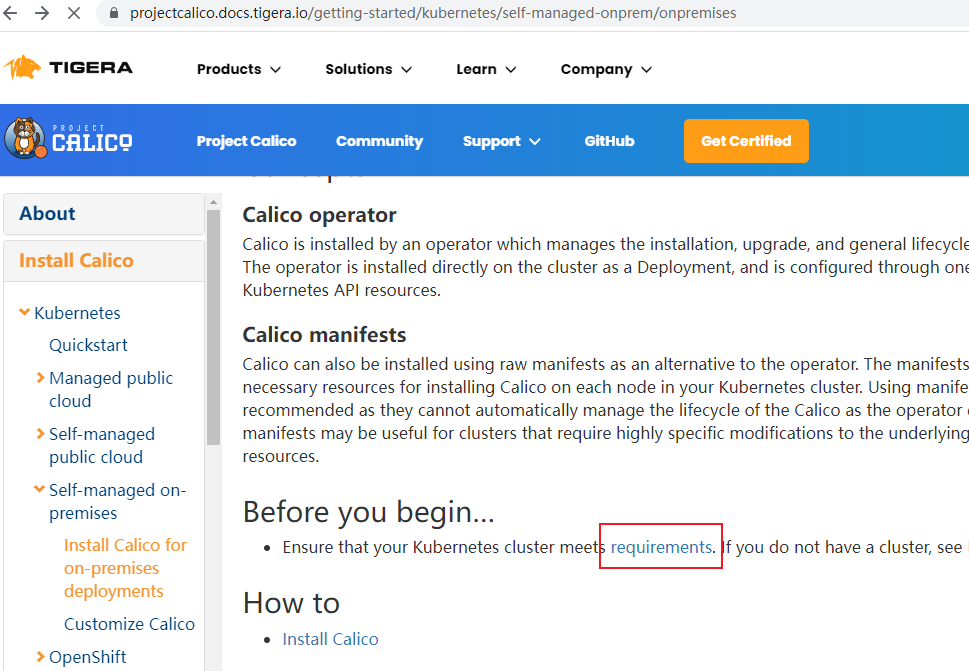 projectcalico.docs.tigera.io/getting-started/kubernetes/self-managed-onprem/onpremises
TIGERA
Products
Solutions
Learn
Company
PROJECT
CALICO
Project Calico
Community
Support
GitHub
Get Certified
About
Install Calico
Kubernetes
Quickstart
Managed public
cloud
Self-managed
public cloud
Self-managed on-
premises
Install Calico for
on-premises
deployments
Customize Calico
OpenShift
Calico operator
Calico is installed by an operator which manages the installation, upgrade, and general lifecycle
The operator is installed directly on the cluster as a Deployment, and is configured through one
Kubernetes API resources.
Calico manifests
Calico can also be installed using raw manifests as an alternative to the operator. The manifests
necessary resources for installing Calico on each node in your Kubernetes cluster. Using manife
recommended as they cannot automatically manage the lifecycle of the Calico as the operator
manifests may be useful for clusters that require highly specific modifications to the underlying
resources.
Before you begin...
Ensure that your Kubernetes cluster meets requirements. If you do not have a cluster, see
How to
Install Calico